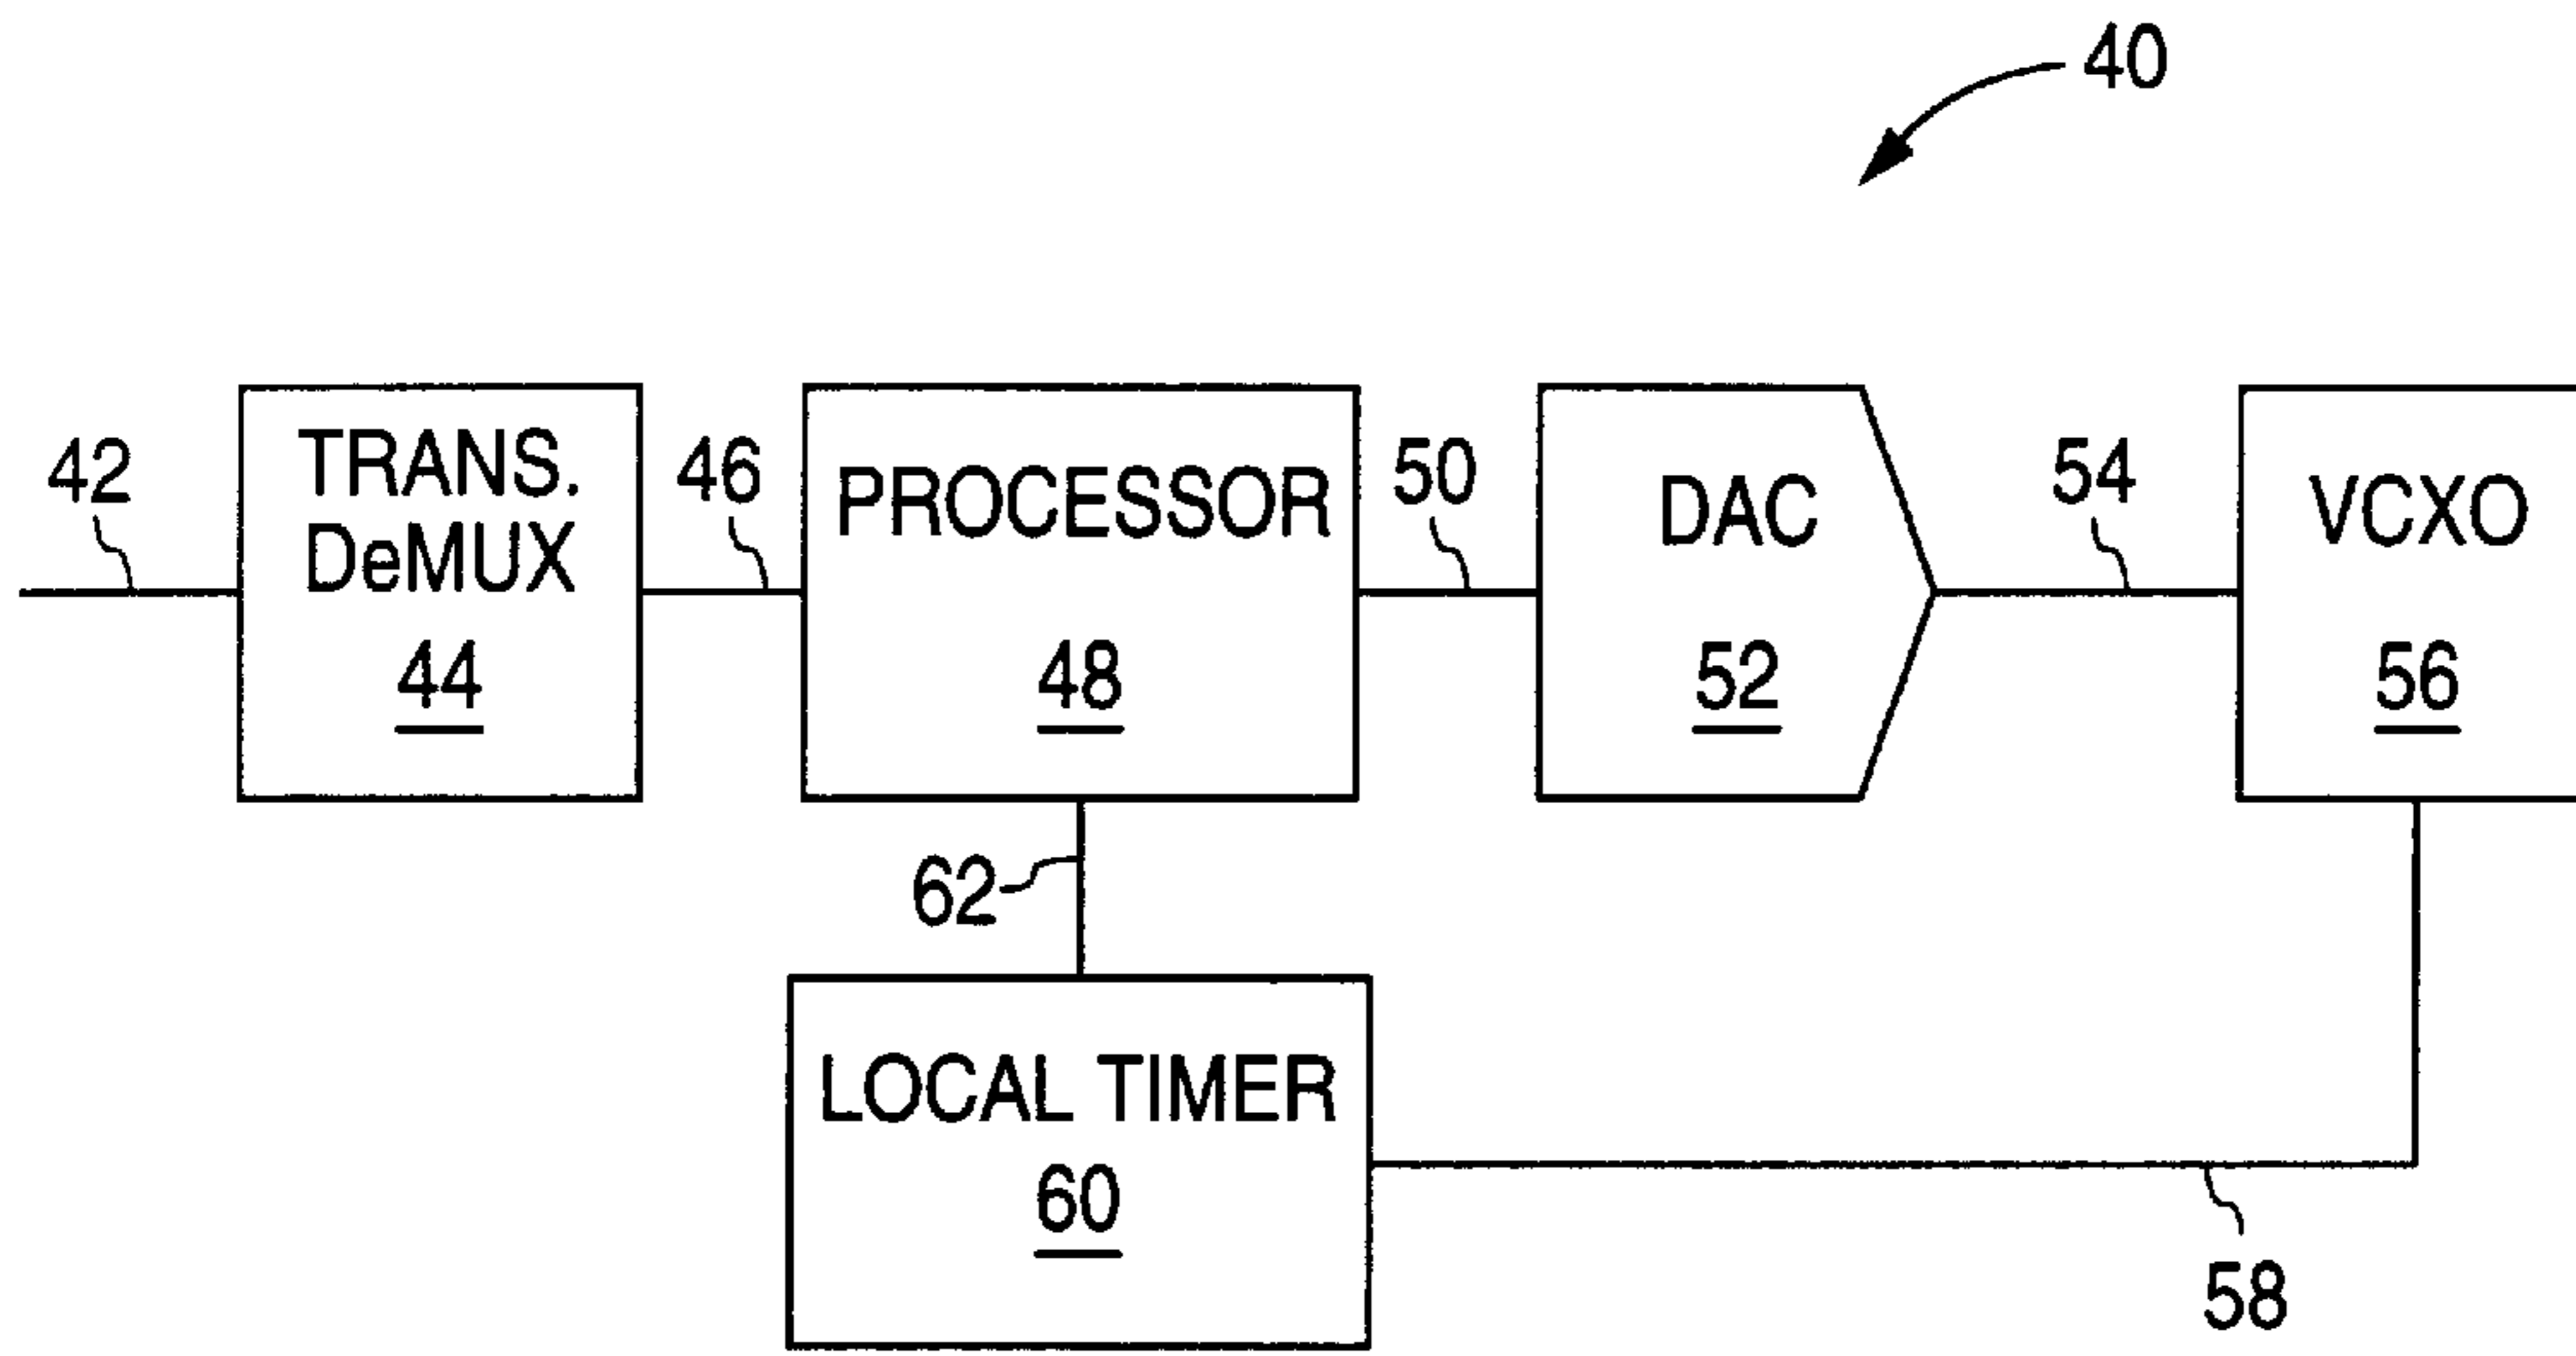 40
42
TRANS.
DeMUX
44
46
PROCESSOR
48
50
DAC
52
54
VCXO
56
62
LOCAL TIMER
60
58